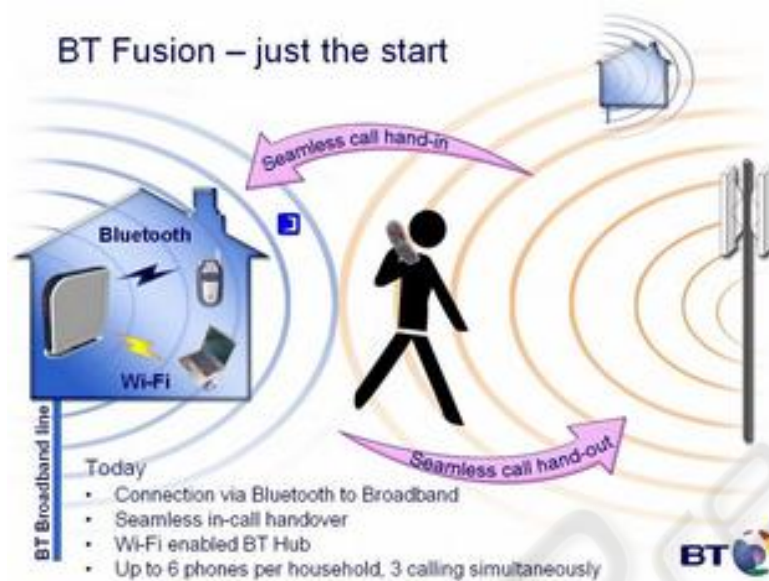 BT Fusion – just the start
Seamless call hand-in
Bluetooth
Wi-Fi
BT Broadband line
Seamless call hand-out
Today
• Connection via Bluetooth to Broadband
• Seamless in-call handover
• Wi-Fi enabled BT Hub
• Up to 6 phones per household, 3 calling simultaneously
BT